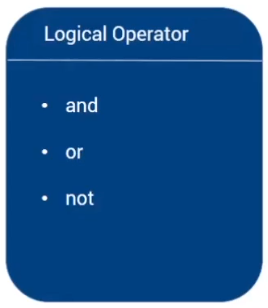 Logical Operator
• and
• or
• not